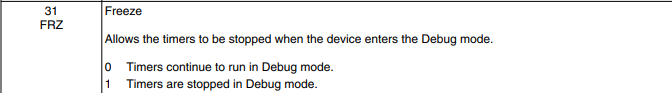 31
FRZ
Freeze
Allows the timers to be stopped when the device enters the Debug mode.
0 Timers continue to run in Debug mode.
1 Timers are stopped in Debug mode.